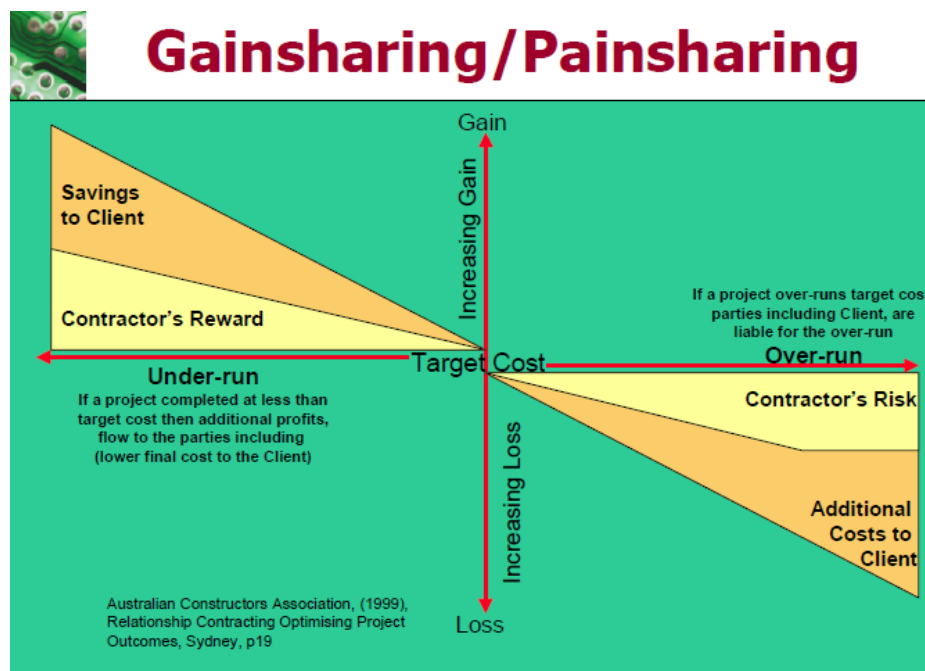 Gainsharing/Painsharing
Gain
Increasing Gain
Savings
to Client
Contractor's Reward
If a project over-runs target cos
parties including Client, are
liable for the over-run
Over-run
Target Cost
Under-run
If a project completed at less than
target cost then additional profits,
flow to the parties including
(lower final cost to the Client)
Contractor's Risk
Increasing Loss
Additional
Costs to
Client
Loss
Australian Constructors Association, (1999),
Relationship Contracting Optimising Project
Outcomes, Sydney, p19